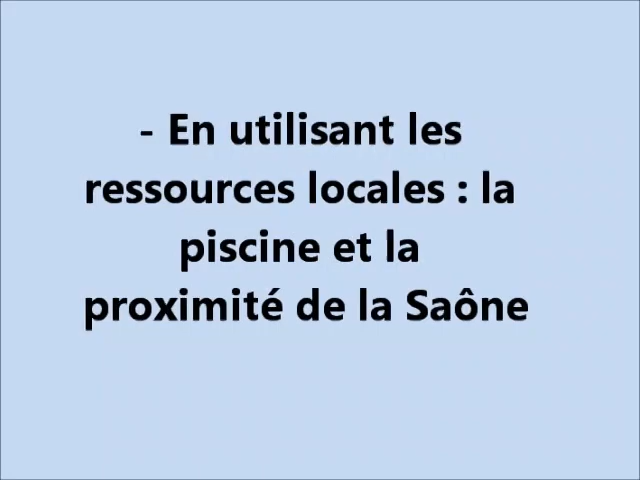 - En utilisant les
ressources locales : la
piscine et la
proximité de la Saône